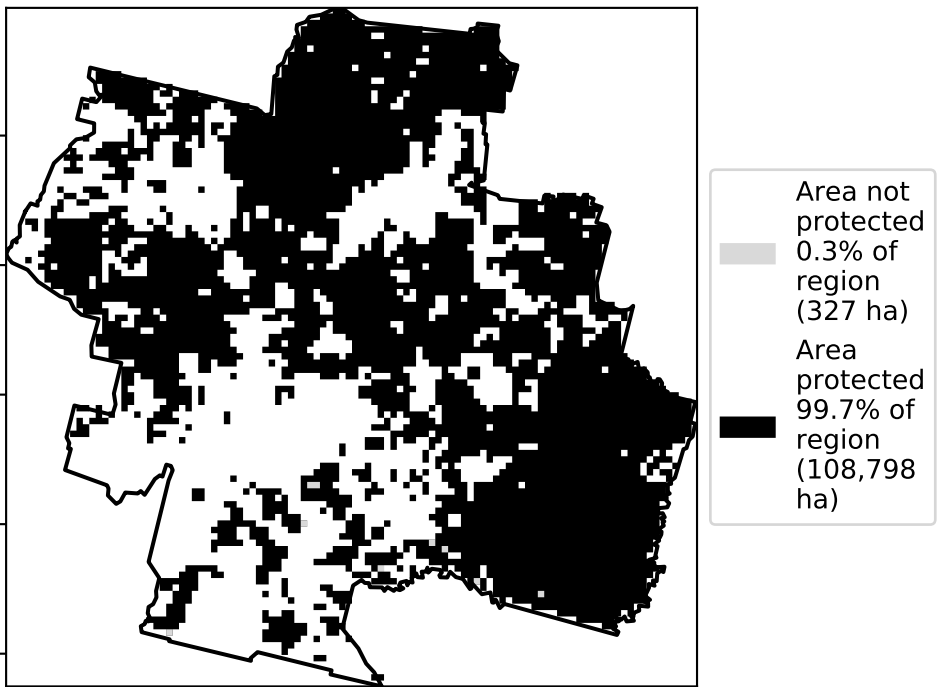 Area not
protected
0.3% of
region
(327 ha)
Area
protected
99.7% of
region
(108,798
ha)